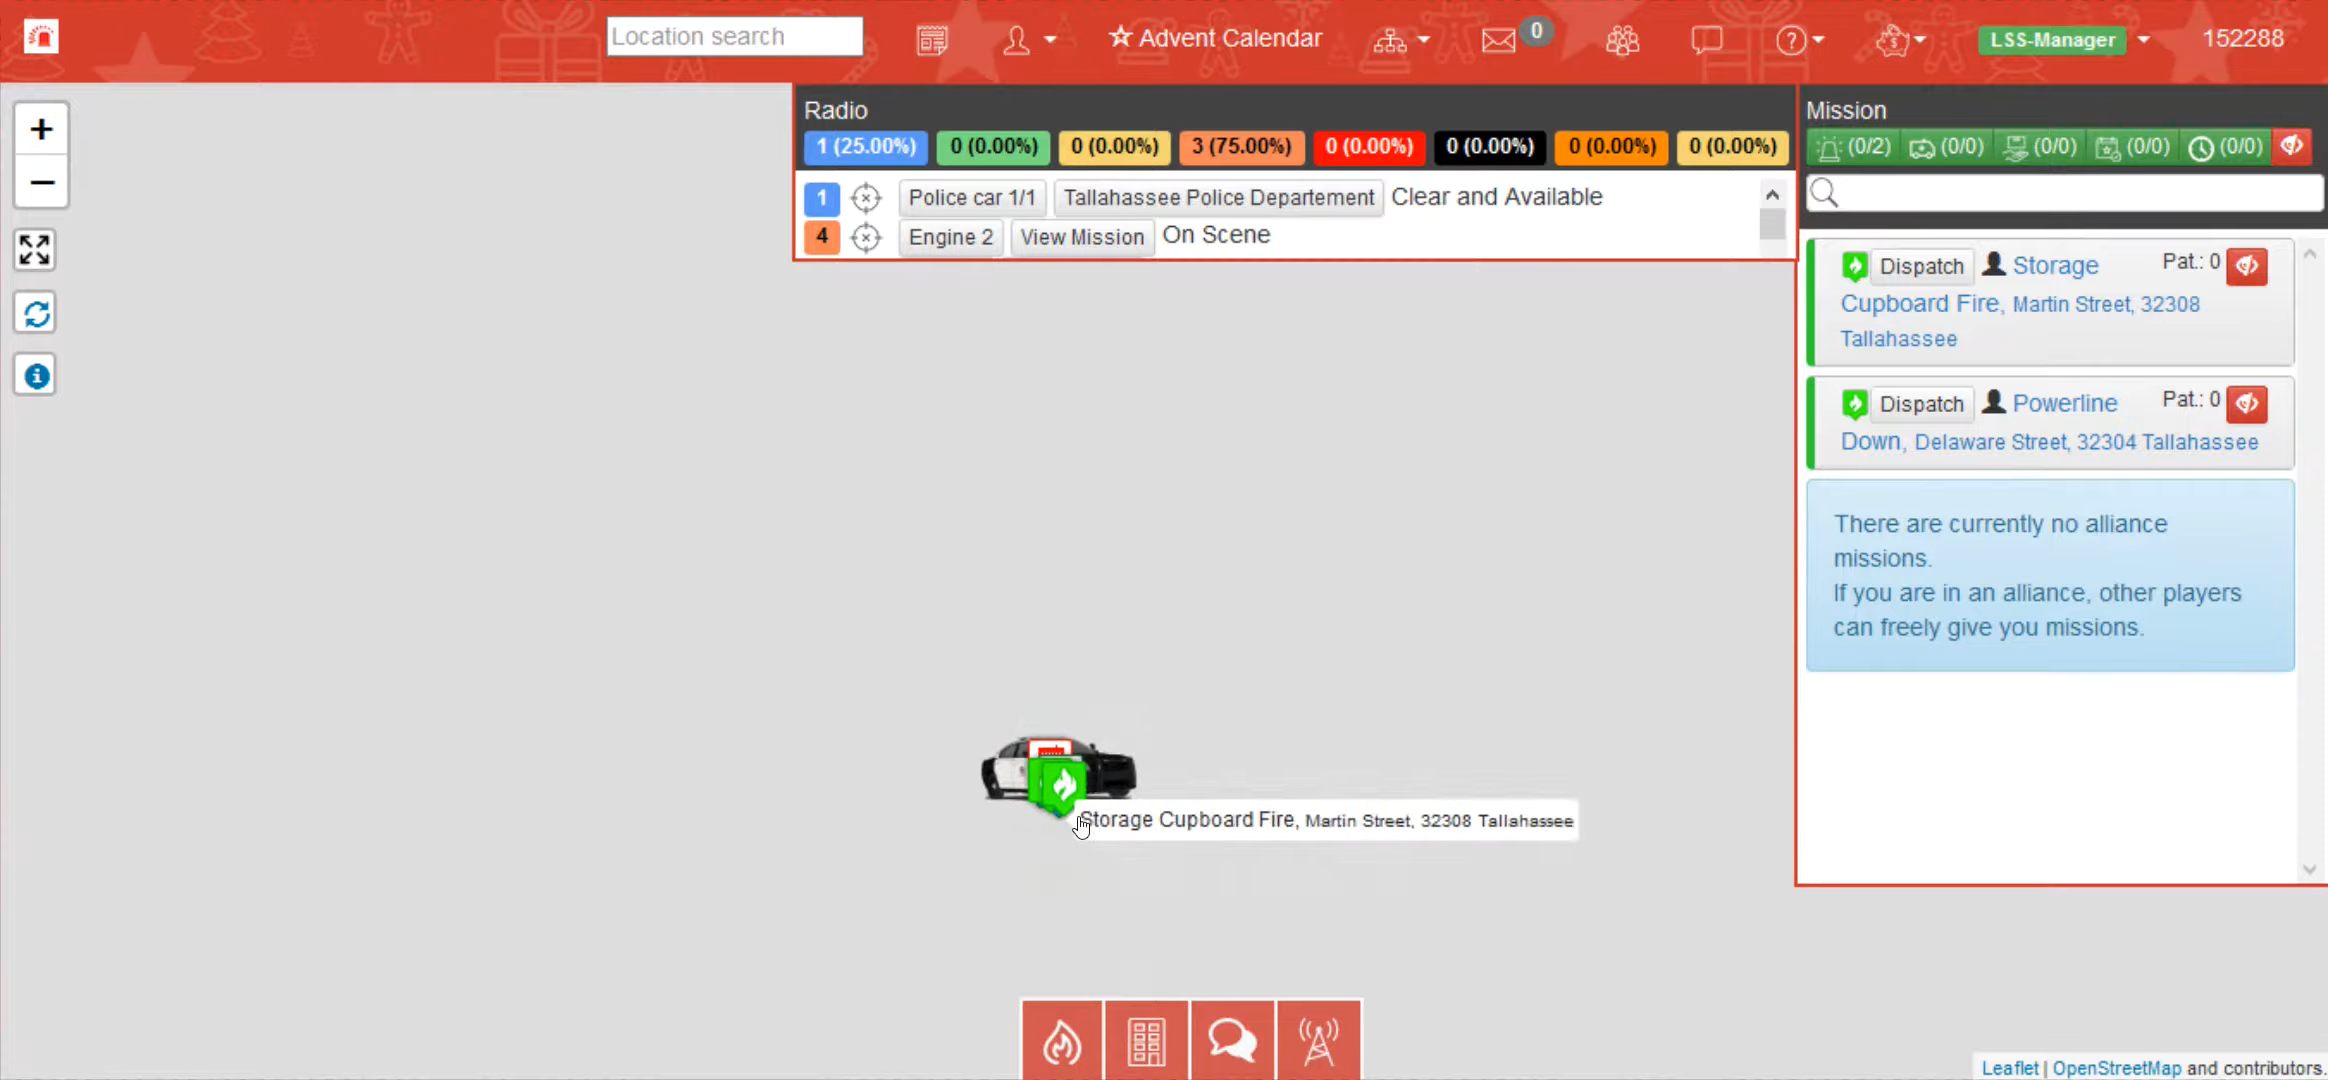 Location search
Advent Calendar
0
LSS-Manager
152288
+
−
Radio
1 (25.00%) 0 (0.00%) 0 (0.00%) 3 (75.00%) 0 (0.00%) 0 (0.00%) 0 (0.00%) 0 (0.00%)
1 Police car 1/1 Tallahassee Police Departement Clear and Available
4 Engine 2 View Mission On Scene
Mission
(0/2) (0/0) (0/0) (0/0) (0/0)
Dispatch Storage Pat.: 0
Cupboard Fire, Martin Street, 32308
Tallahassee
Dispatch Powerline Pat.: 0
Down, Delaware Street, 32304 Tallahassee
There are currently no alliance
missions.
If you are in an alliance, other players
can freely give you missions.
Storage Cupboard Fire, Martin Street, 32308 Tallahassee
Leaflet | OpenStreetMap and contributors.